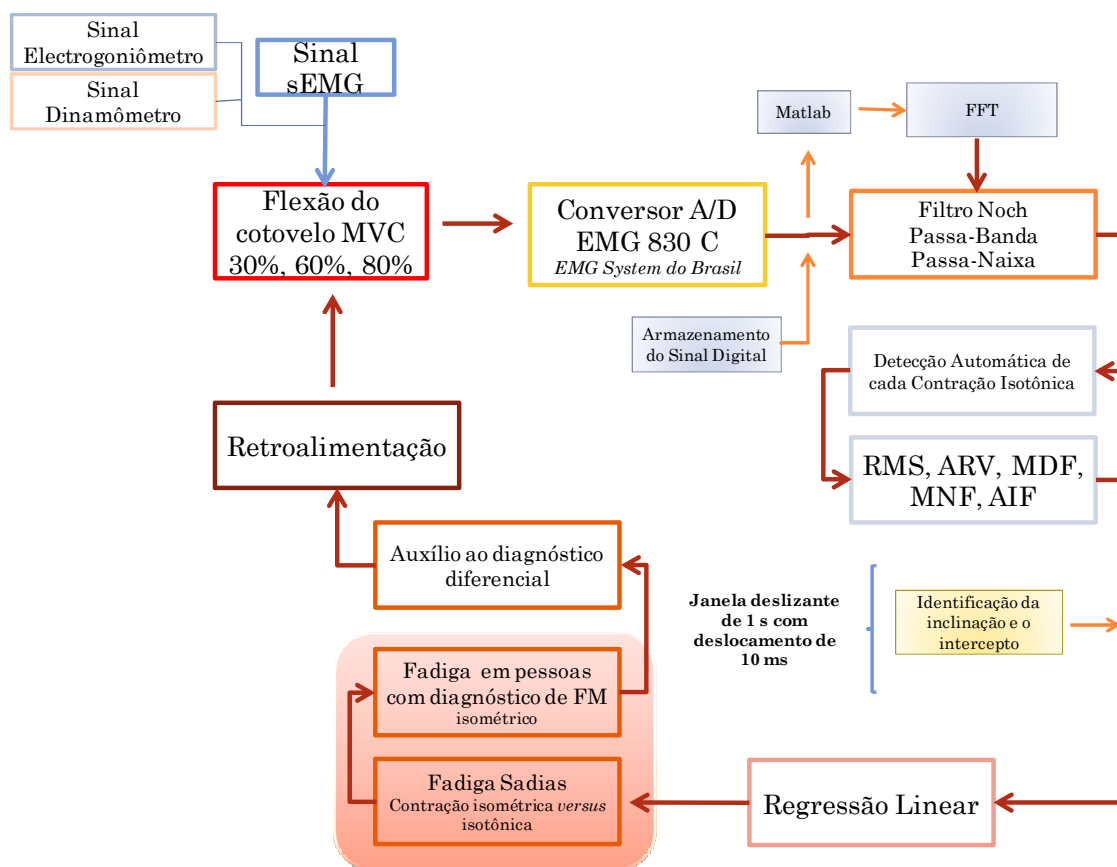 Sinal
Electrogoniômetro
Sinal
Dinamômetro
Sinal
sEMG
Matlab
FFT
Flexão do
cotovelo MVC
30%, 60%, 80%
Conversor A/D
EMG 830 C
EMG System do Brasil
Filtro Noch
Passa-Banda
Passa-Naixa
Armazenamento
do Sinal Digital
Detecção Automática de
cada Contração Isotônica
Retroalimentação
RMS, ARV, MDF,
MNF, AIF
Auxílio ao diagnóstico
diferencial
Janela deslizante
de 1 s com
deslocamento de
10 ms
Identificação da
inclinação e o
intercepto
Fadiga em pessoas
com diagnóstico de FM
isométrico
Fadiga Sadias
Contração isométrica versus
isotônica
Regressão Linear